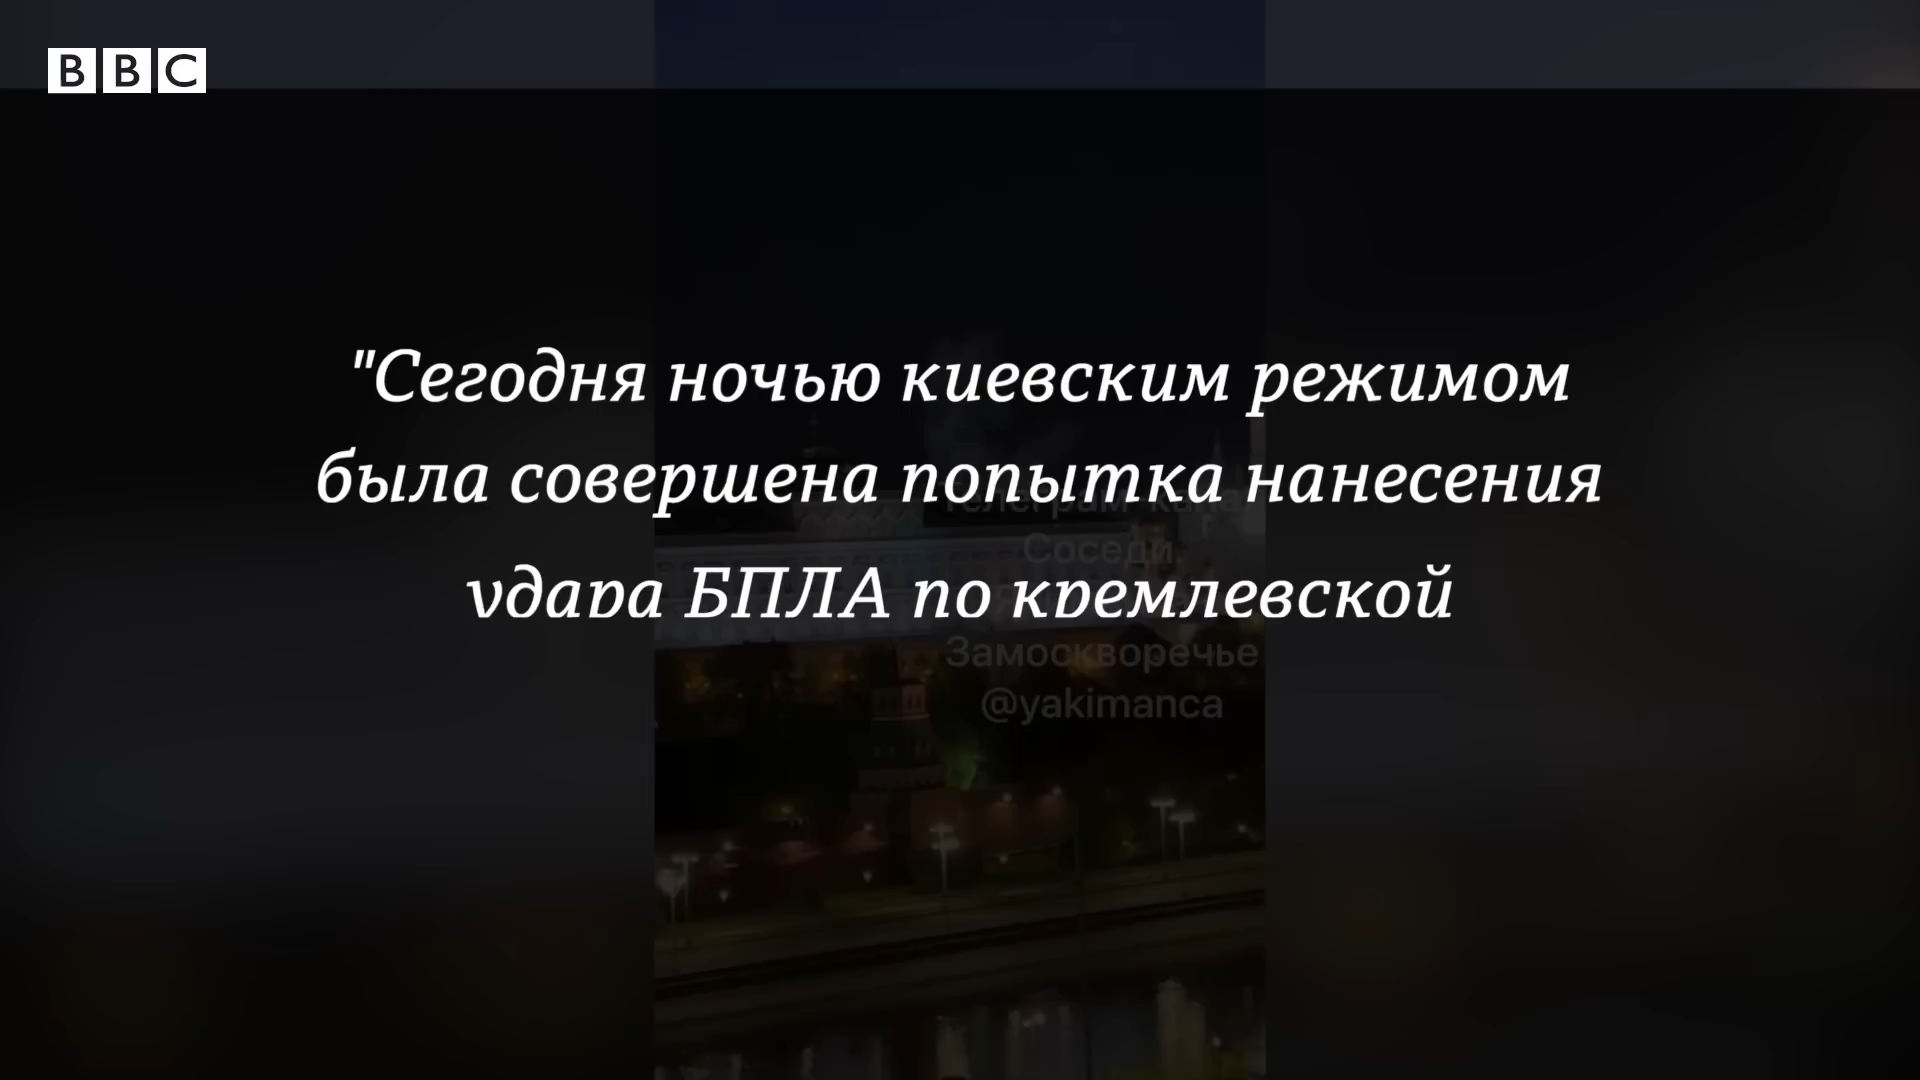 BBC
"Сегодня ночью киевским режимом
была совершена попытка нанесения
удара БПЛА по кремлевской
Соседи
Замоскворечье
@yakimanca